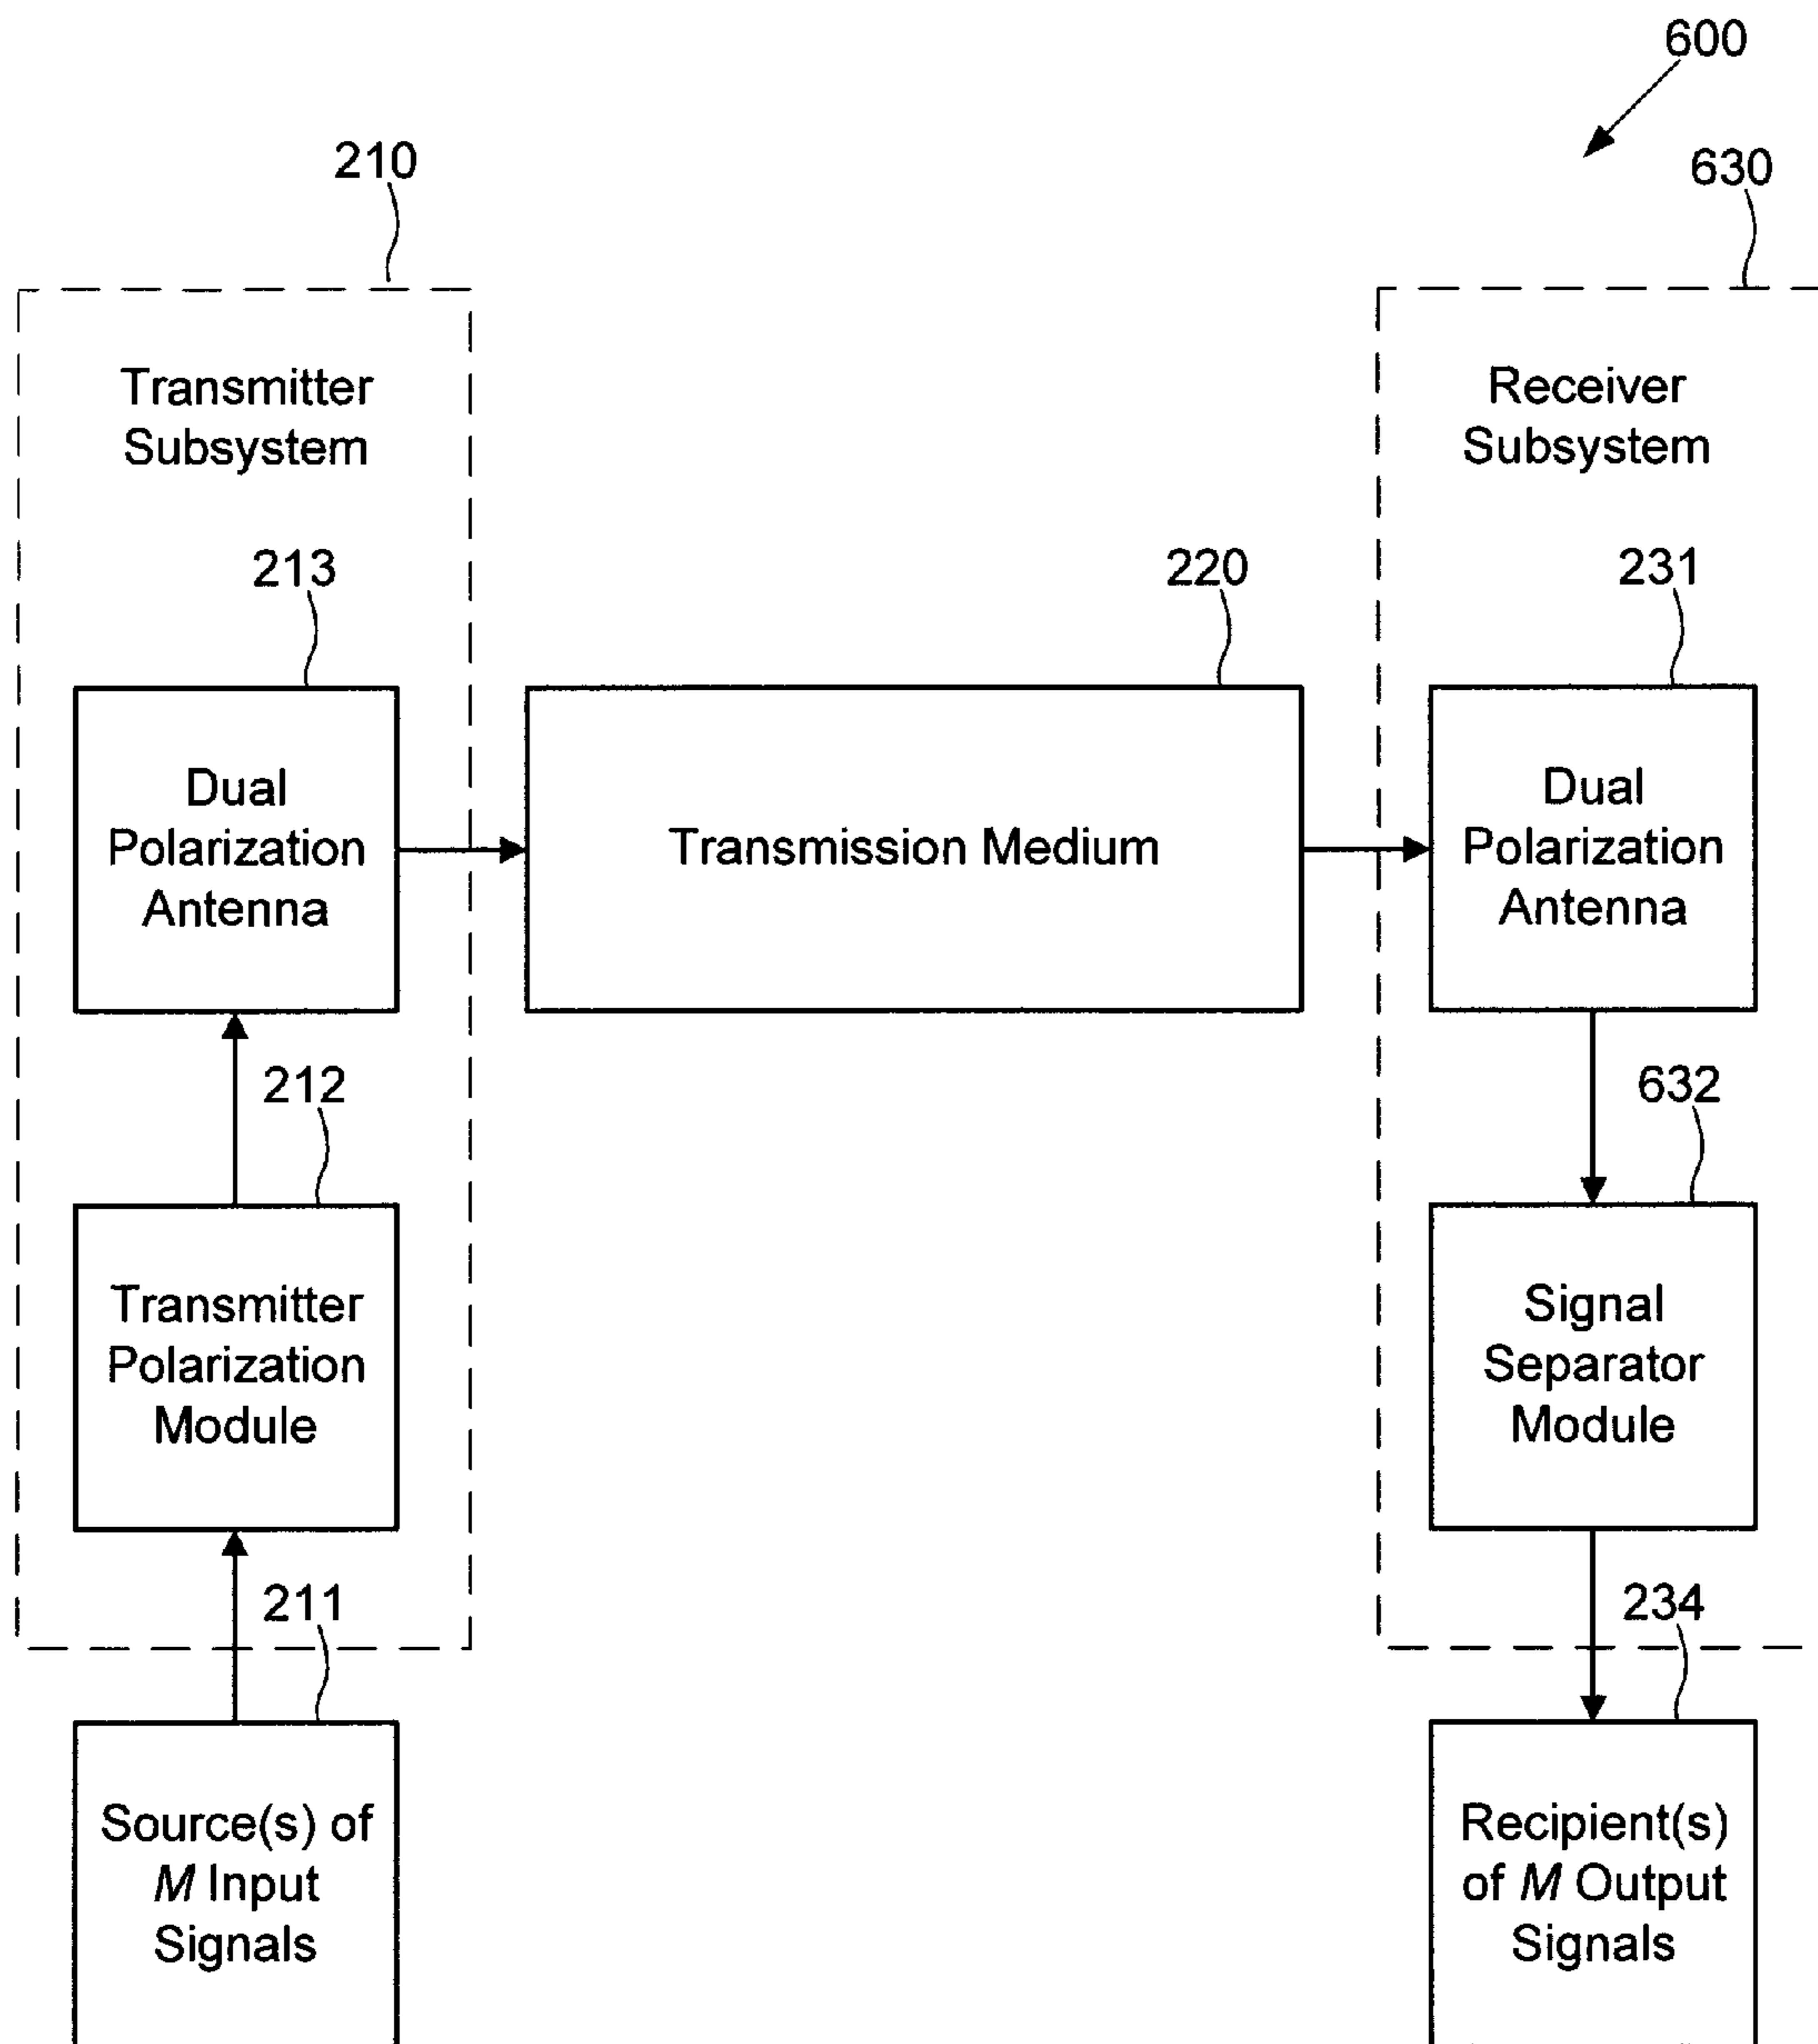 600
210
630
Transmitter
Subsystem
Receiver
Subsystem
213
220
231
Dual
Polarization
Antenna
Transmission Medium
Dual
Polarization
Antenna
212
632
Transmitter
Polarization
Module
Signal
Separator
Module
211
234
Source(s) of
M Input
Signals
Recipient(s)
of M Output
Signals